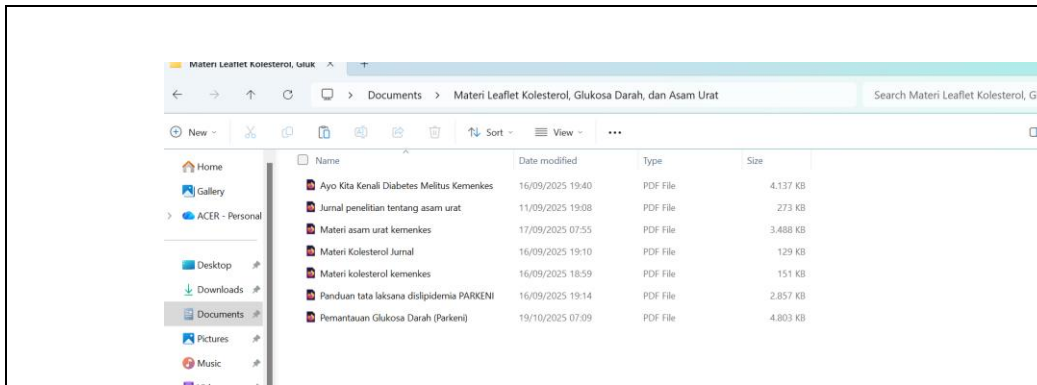 Materi Leaflet Kolesterol, Gluk
Documents > Materi Leaflet Kolesterol, Glukosa Darah, dan Asam Urat
Search Materi Leaflet Kolesterol, G
New Sort View ...
Name Date modified Type Size
Home
Gallery
ACER - Personal
Desktop
Downloads
Documents
Pictures
Music
Ayo Kita Kenali Diabetes Melitus Kemenkes 16/09/2025 19:40 PDF File 4.137 KB
Jurnal penelitian tentang asam urat 11/09/2025 19:08 PDF File 273 KB
Materi asam urat kemenkes 17/09/2025 07:55 PDF File 3.488 KB
Materi Kolesterol Jurnal 16/09/2025 19:10 PDF File 129 KB
Materi kolesterol kemenkes 16/09/2025 18:59 PDF File 151 KB
Panduan tata laksana dislipidemia PARKENI 16/09/2025 19:14 PDF File 2.857 KB
Pemantauan Glukosa Darah (Parkeni) 19/10/2025 07:09 PDF File 4.803 KB